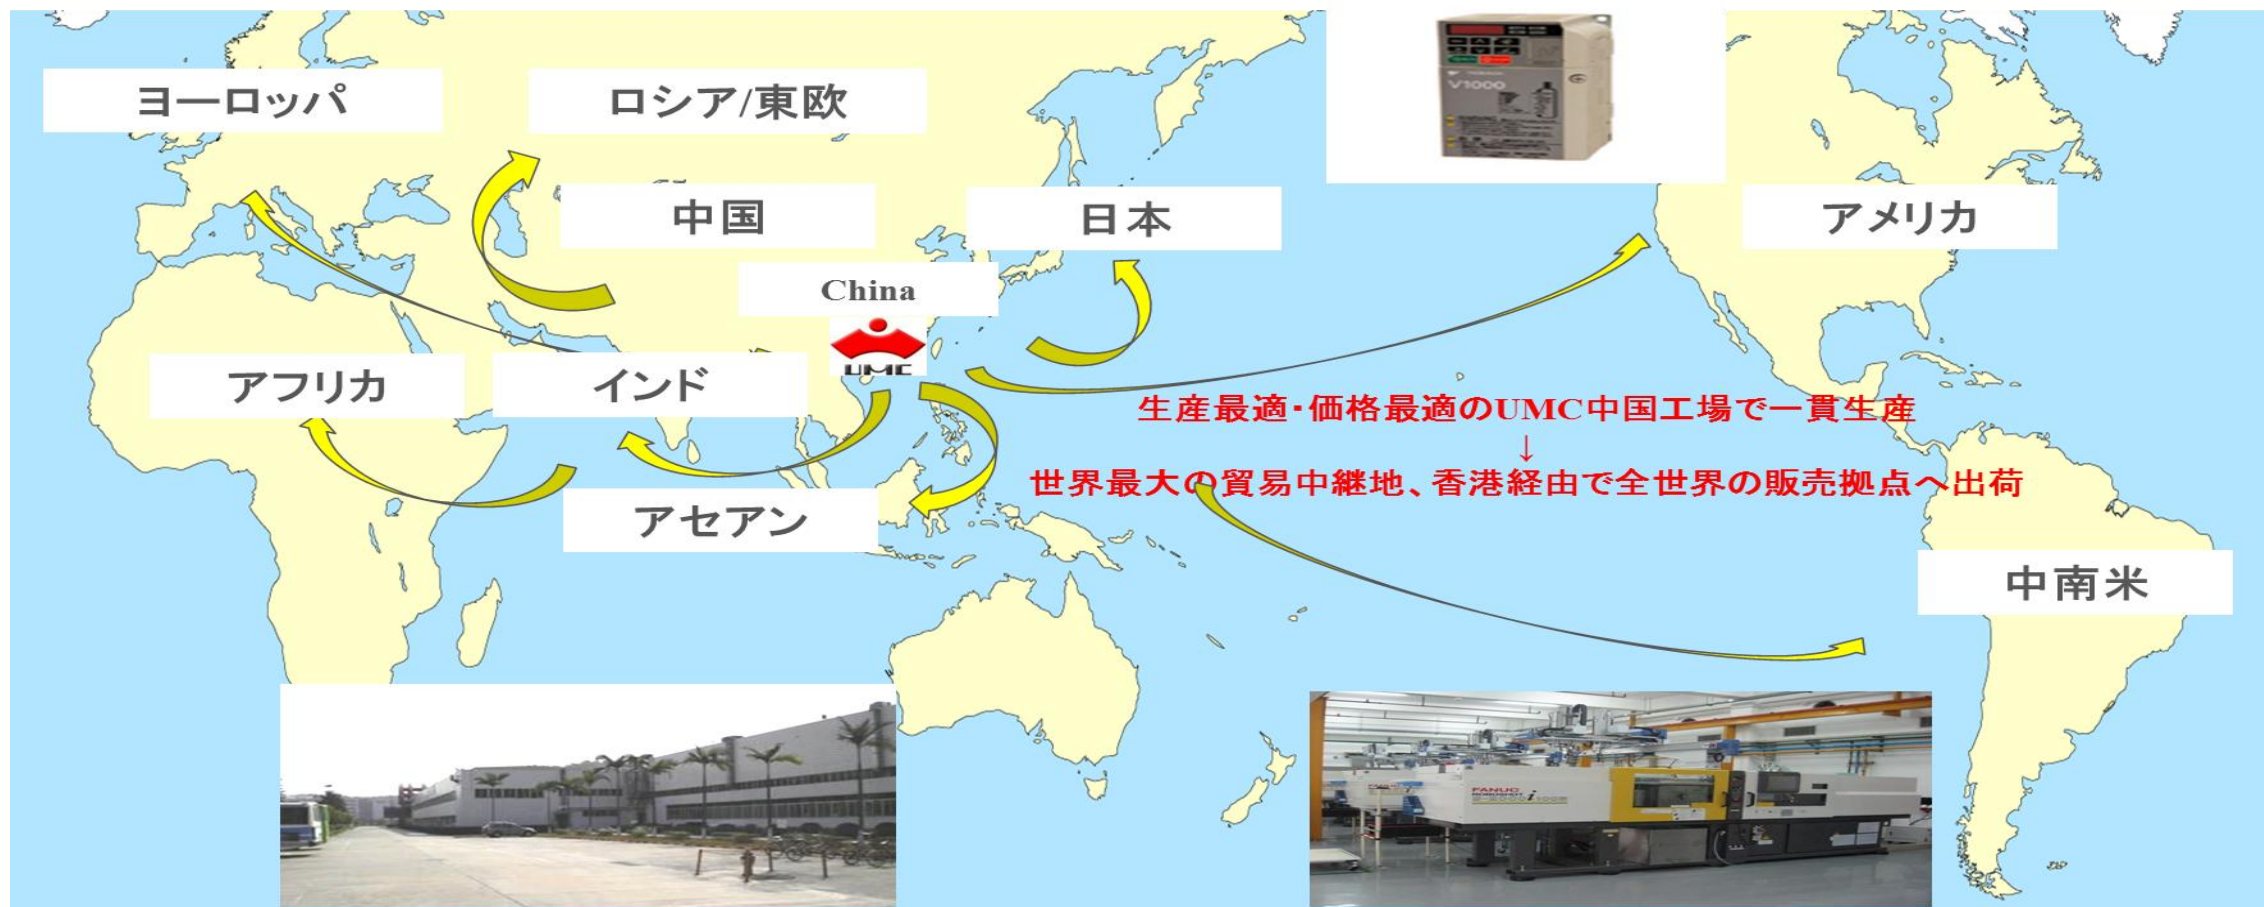 ヨーロッパ
ロシア/東欧
V1000
中国
日本
アメリカ
China
UMC
アフリカ
インド
生産最適・価格最適のUMC中国工場で一貫生産
↓
世界最大の貿易中継地、香港経由で全世界の販売拠点へ出荷
アセアン
中南米
FANUC
ROBOSHOT